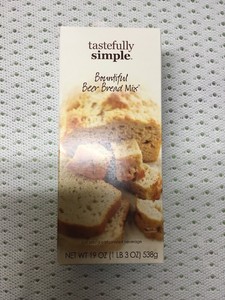 tastefully
simple.
Bountiful
Beer Bread Mix®
NET WT 19 OZ (1 LB 3 OZ) 538g